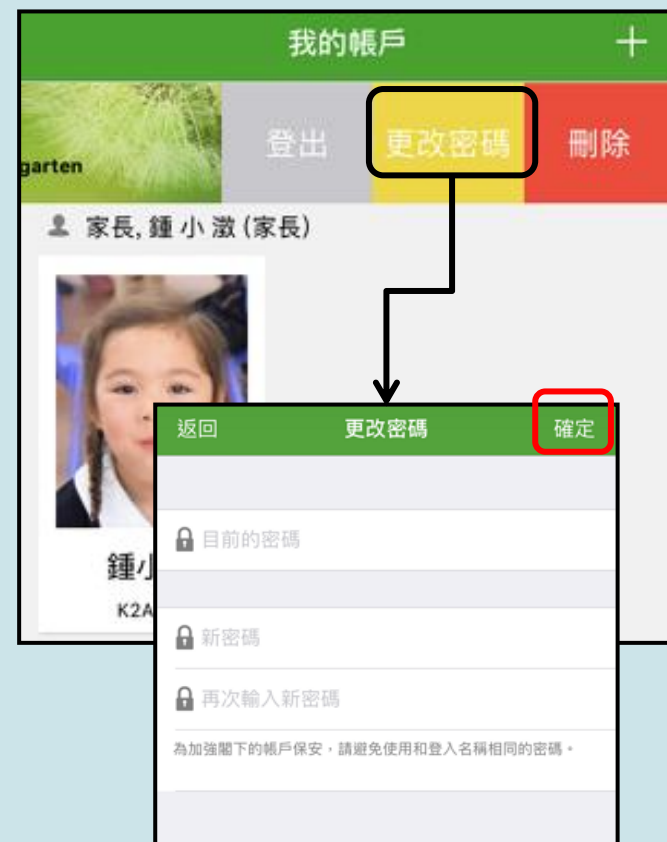 我的帳戶 +
garten 登出 更改密碼 刪除
家長, 鍾 小 澂 (家長)
返回 更改密碼 確定
目前的密碼
鍾小
K2A
新密碼
再次輸入新密碼
為加強閣下的帳戶保安，請避免使用和登入名稱相同的密碼。